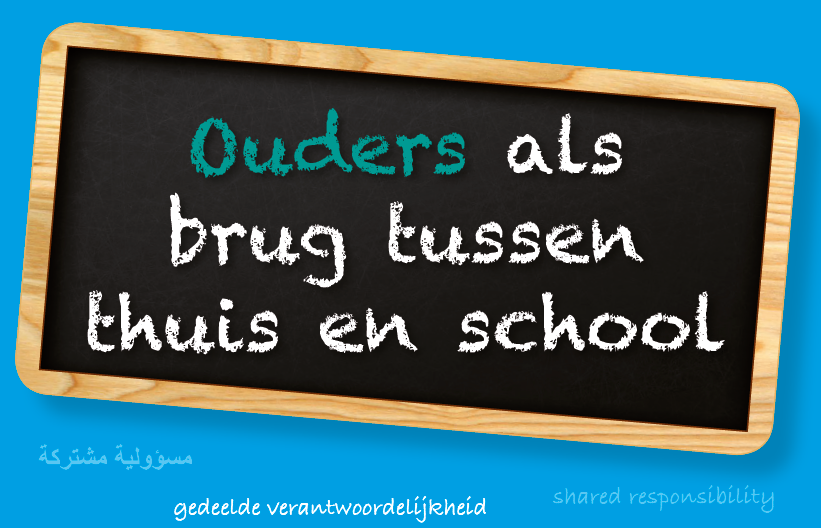 Ouders als
brug tussen
thuis en school
مسؤولية مشتركة
gedeelde verantwoordelijkheid
shared responsibility